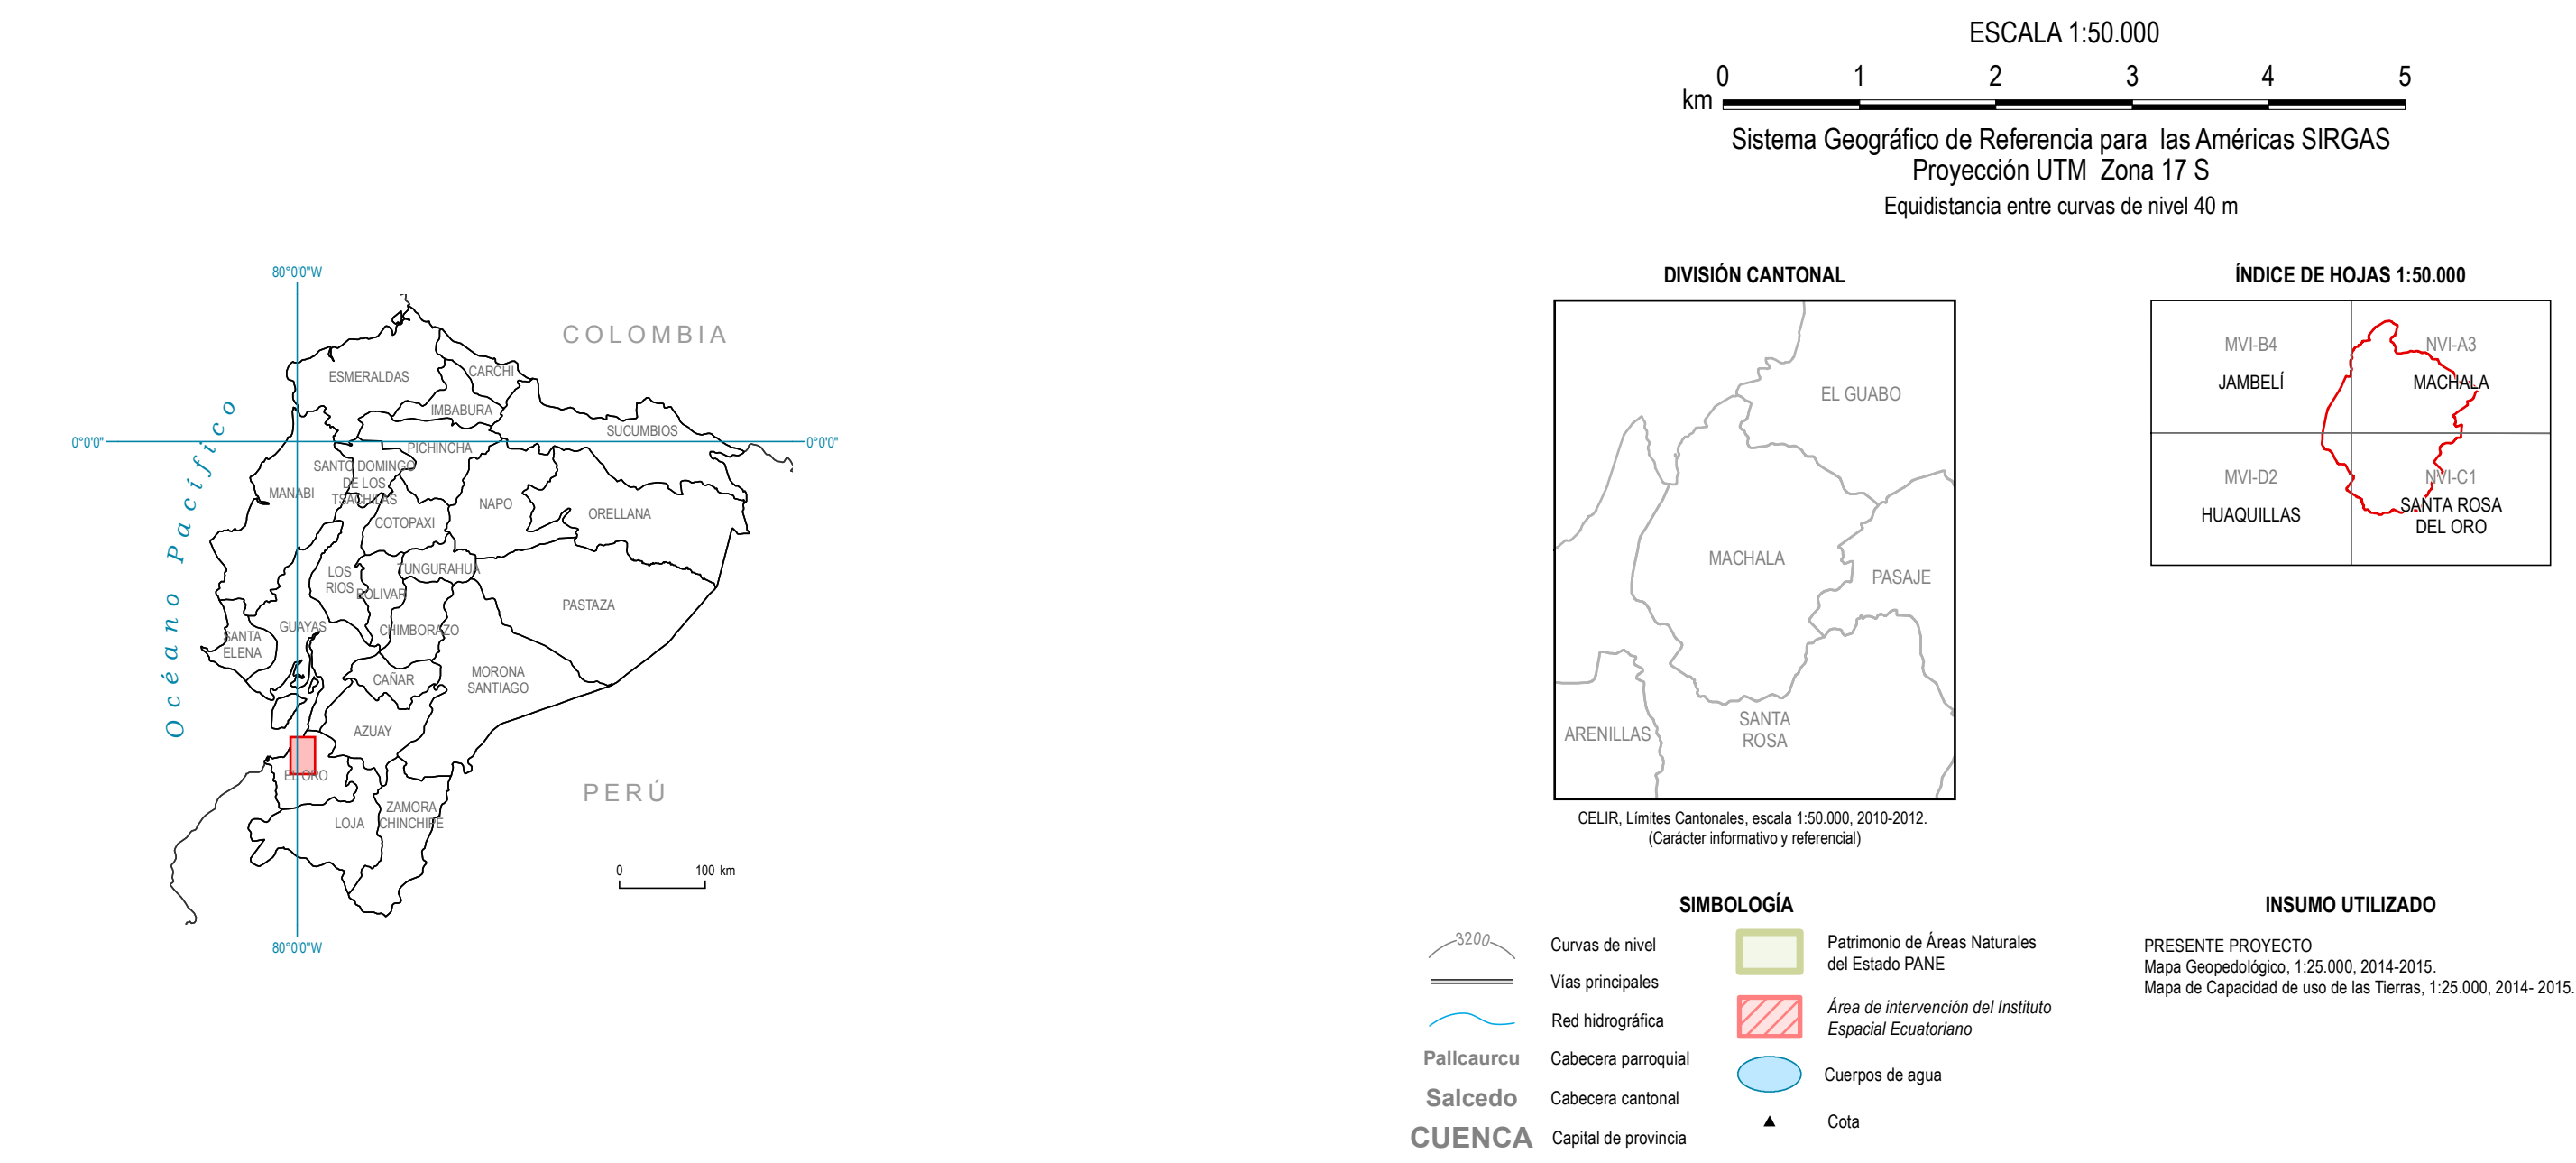 ESCALA 1:50.000
0 1 2 3 4 5
km
Sistema Geográfico de Referencia para las Américas SIRGAS
Proyección UTM Zona 17 S
Equidistancia entre curvas de nivel 40 m
80°0'0"W
COLOMBIA
ESMERALDAS
CARCHI
IMBABURA
SUCUMBIOS
0°0'0"
0°0'0"
PICHINCHA
SANTO DOMINGO
DE LOS
TSACHILAS
MANABI
NAPO
ORELLANA
COTOPAXI
Océano Pacífico
LOS
RIOS
TUNGURAHUA
BOLIVAR
PASTAZA
GUAYAS
CHIMBORAZO
SANTA
ELENA
MORONA
SANTIAGO
CAÑAR
AZUAY
EL ORO
PERÚ
ZAMORA
CHINCHIPE
LOJA
0 100 km
80°0'0"W
DIVISIÓN CANTONAL
EL GUABO
MACHALA
PASAJE
ARENILLAS
SANTA
ROSA
CELIR, Límites Cantonales, escala 1:50.000, 2010-2012.
(Carácter informativo y referencial)
ÍNDICE DE HOJAS 1:50.000
MVI-B4
JAMBELÍ
NVI-A3
MACHALA
MVI-D2
HUAQUILLAS
NVI-C1
SANTA ROSA
DEL ORO
SIMBOLOGÍA
3200
Curvas de nivel
Vías principales
Red hidrográfica
Pallcaurcu
Cabecera parroquial
Salcedo
Cabecera cantonal
CUENCA
Capital de provincia
Patrimonio de Áreas Naturales
del Estado PANE
Área de intervención del Instituto
Espacial Ecuatoriano
Cuerpos de agua
Cota
INSUMO UTILIZADO
PRESENTE PROYECTO
Mapa Geopedológico, 1:25.000, 2014-2015.
Mapa de Capacidad de uso de las Tierras, 1:25.000, 2014- 2015.